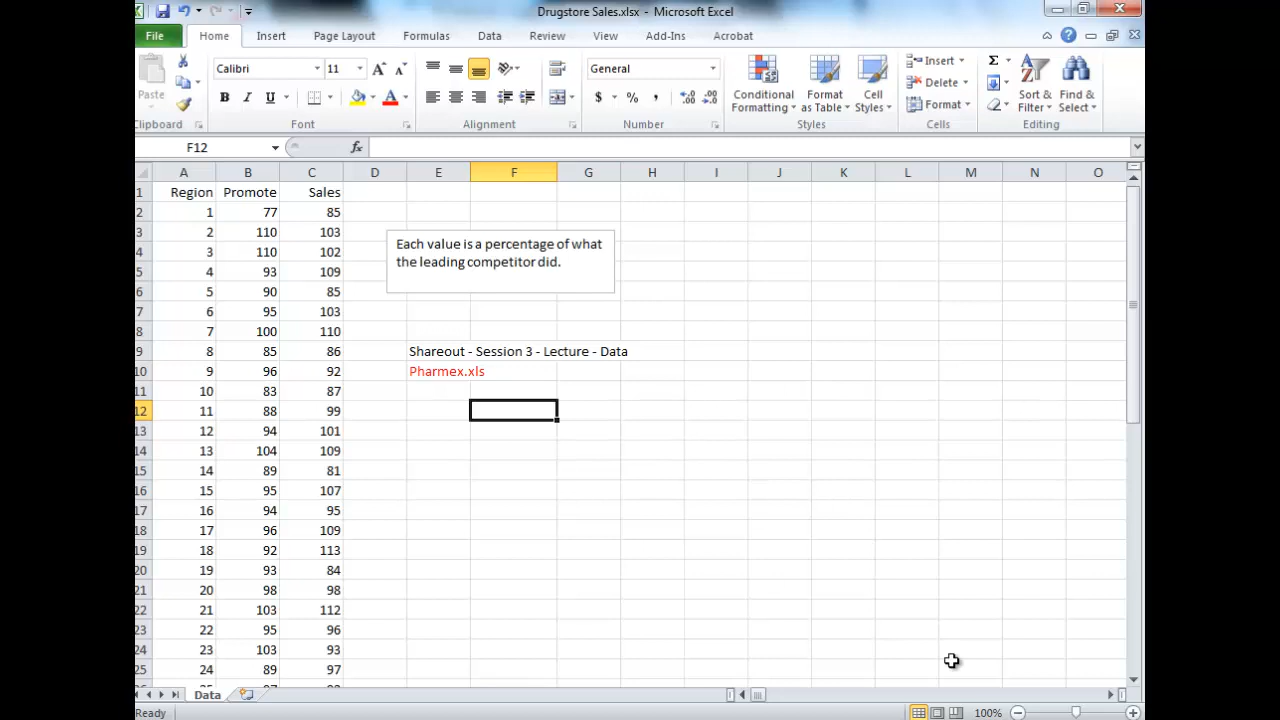 Drugstore Sales.xlsx - Microsoft Excel
File Home Insert Page Layout Formulas Data Review View Add-Ins Acrobat
Paste Calibri 11 General Conditional Formatting Format as Table Cell Styles Insert Delete Format Sort & Filter Find & Select
B I U $ % ,
Clipboard Font Alignment Number Styles Cells Editing
F12 fx
A B C D E F G H I J K L M N O
1 Region Promote Sales
2 1 77 85
3 2 110 103
4 3 110 102
5 4 93 109
6 5 90 85
7 6 95 103
8 7 100 110
9 8 85 86 Shareout - Session 3 - Lecture - Data
10 9 96 92 Pharmex.xls
11 10 83 87
12 11 88 99
13 12 94 101
14 13 104 109
15 14 89 81
16 15 95 107
17 16 94 95
18 17 96 109
19 18 92 113
20 19 93 84
21 20 98 98
22 21 103 112
23 22 95 96
24 23 103 93
25 24 89 97
Each value is a percentage of what
the leading competitor did.
Data
Ready 100%